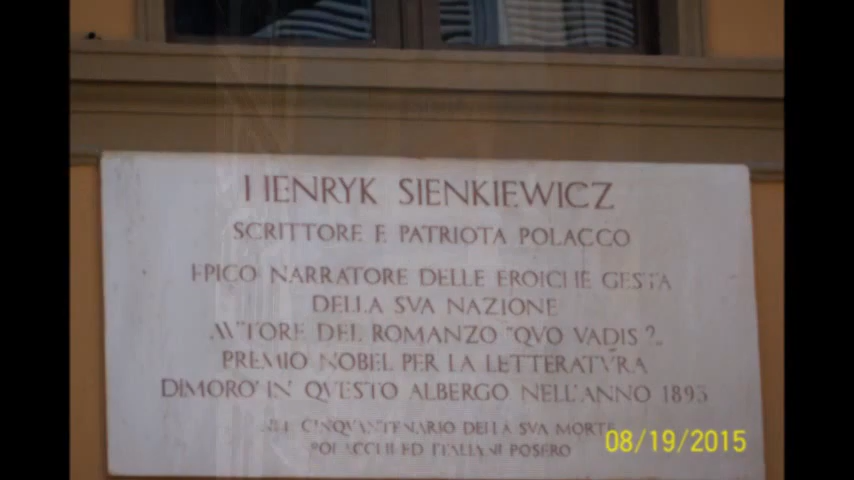 HENRYK SIENKIEWICZ
SCRITTORE E PATRIOTA POLACCO
EPICO NARRATORE DELLE EROICHE GESTA
DELLA SVA NAZIONE
AVTORE DEL ROMANZO "QVO VADIS?"
PREMIO NOBEL PER LA LETTERATVRA
DIMORO' IN QVESTO ALBERGO NELL'ANNO 1893
NEL CINQVANTENARIO DELLA SVA MORTE
POLACCHI ED ITALIANI POSERO
08/19/2015